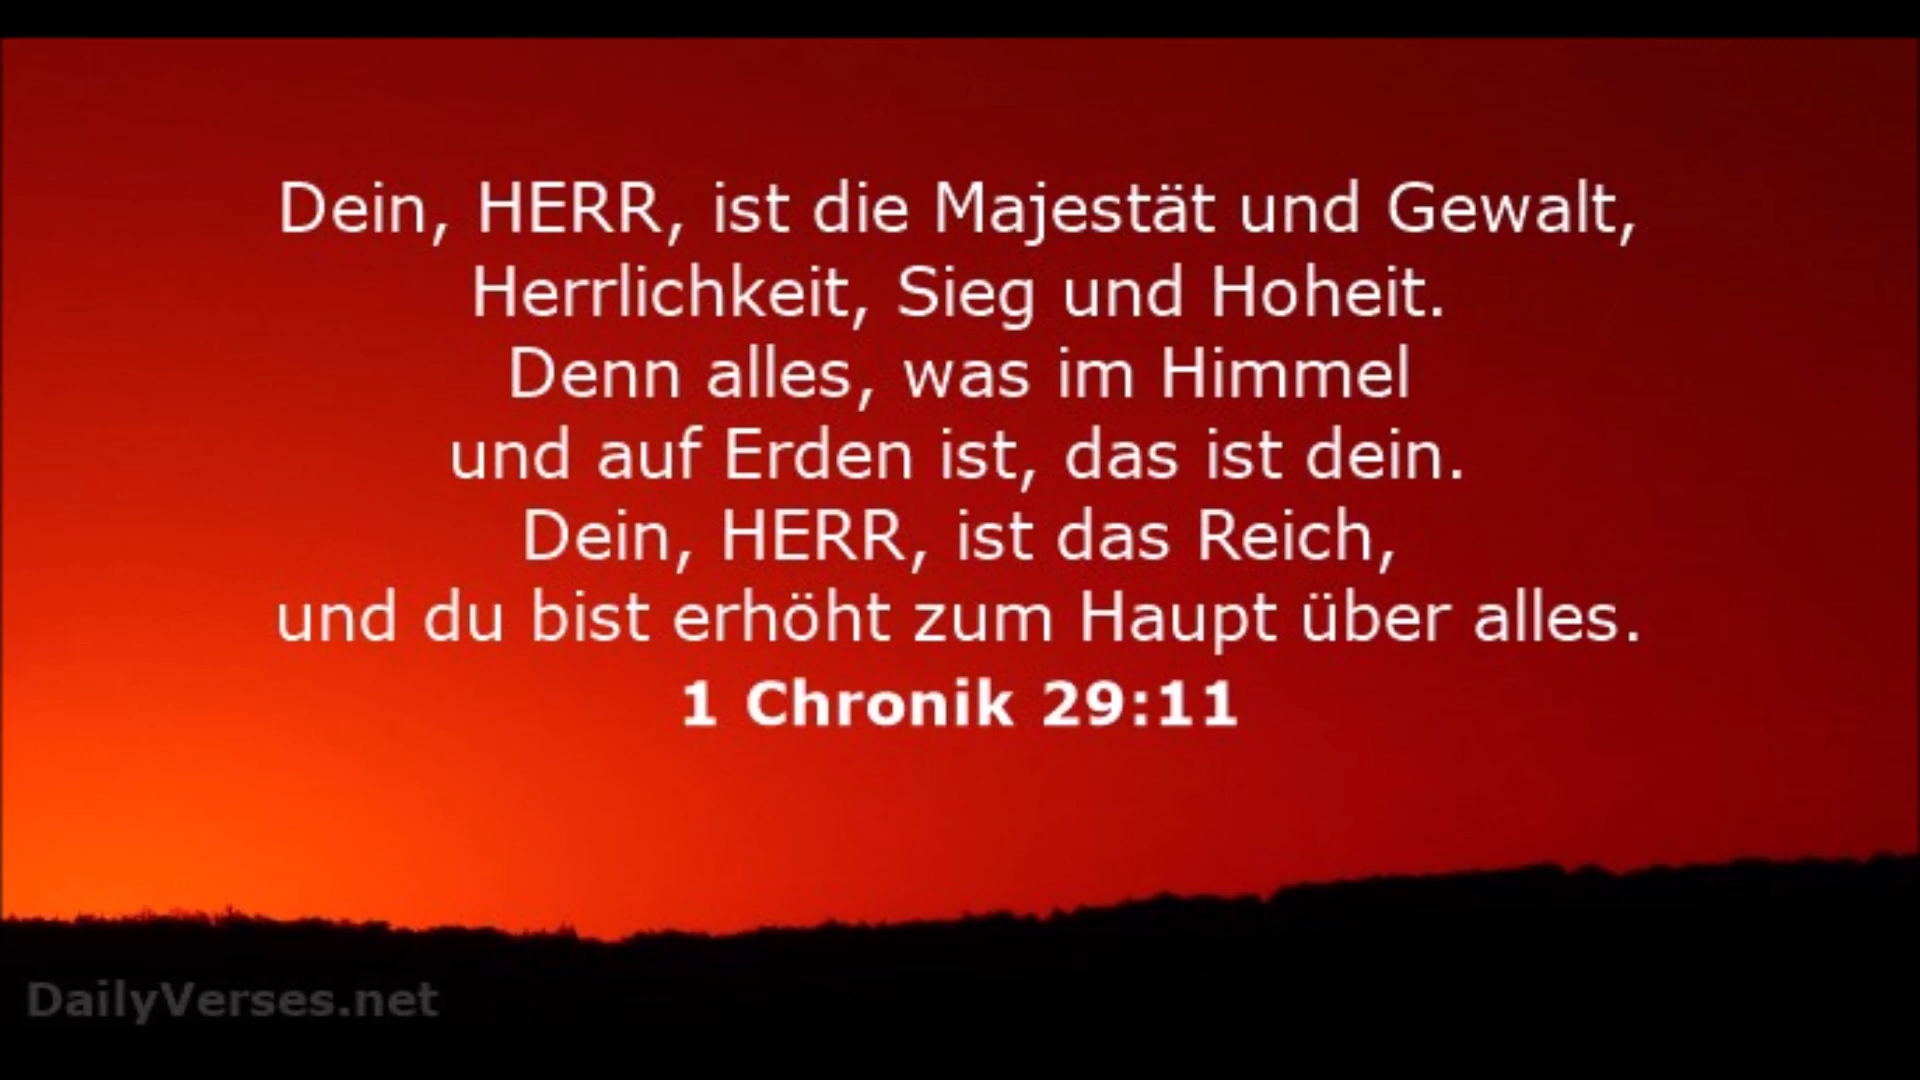 Dein, HERR, ist die Majestät und Gewalt,
Herrlichkeit, Sieg und Hoheit.
Denn alles, was im Himmel
und auf Erden ist, das ist dein.
Dein, HERR, ist das Reich,
und du bist erhöht zum Haupt über alles.
1 Chronik 29:11
DailyVerses.net